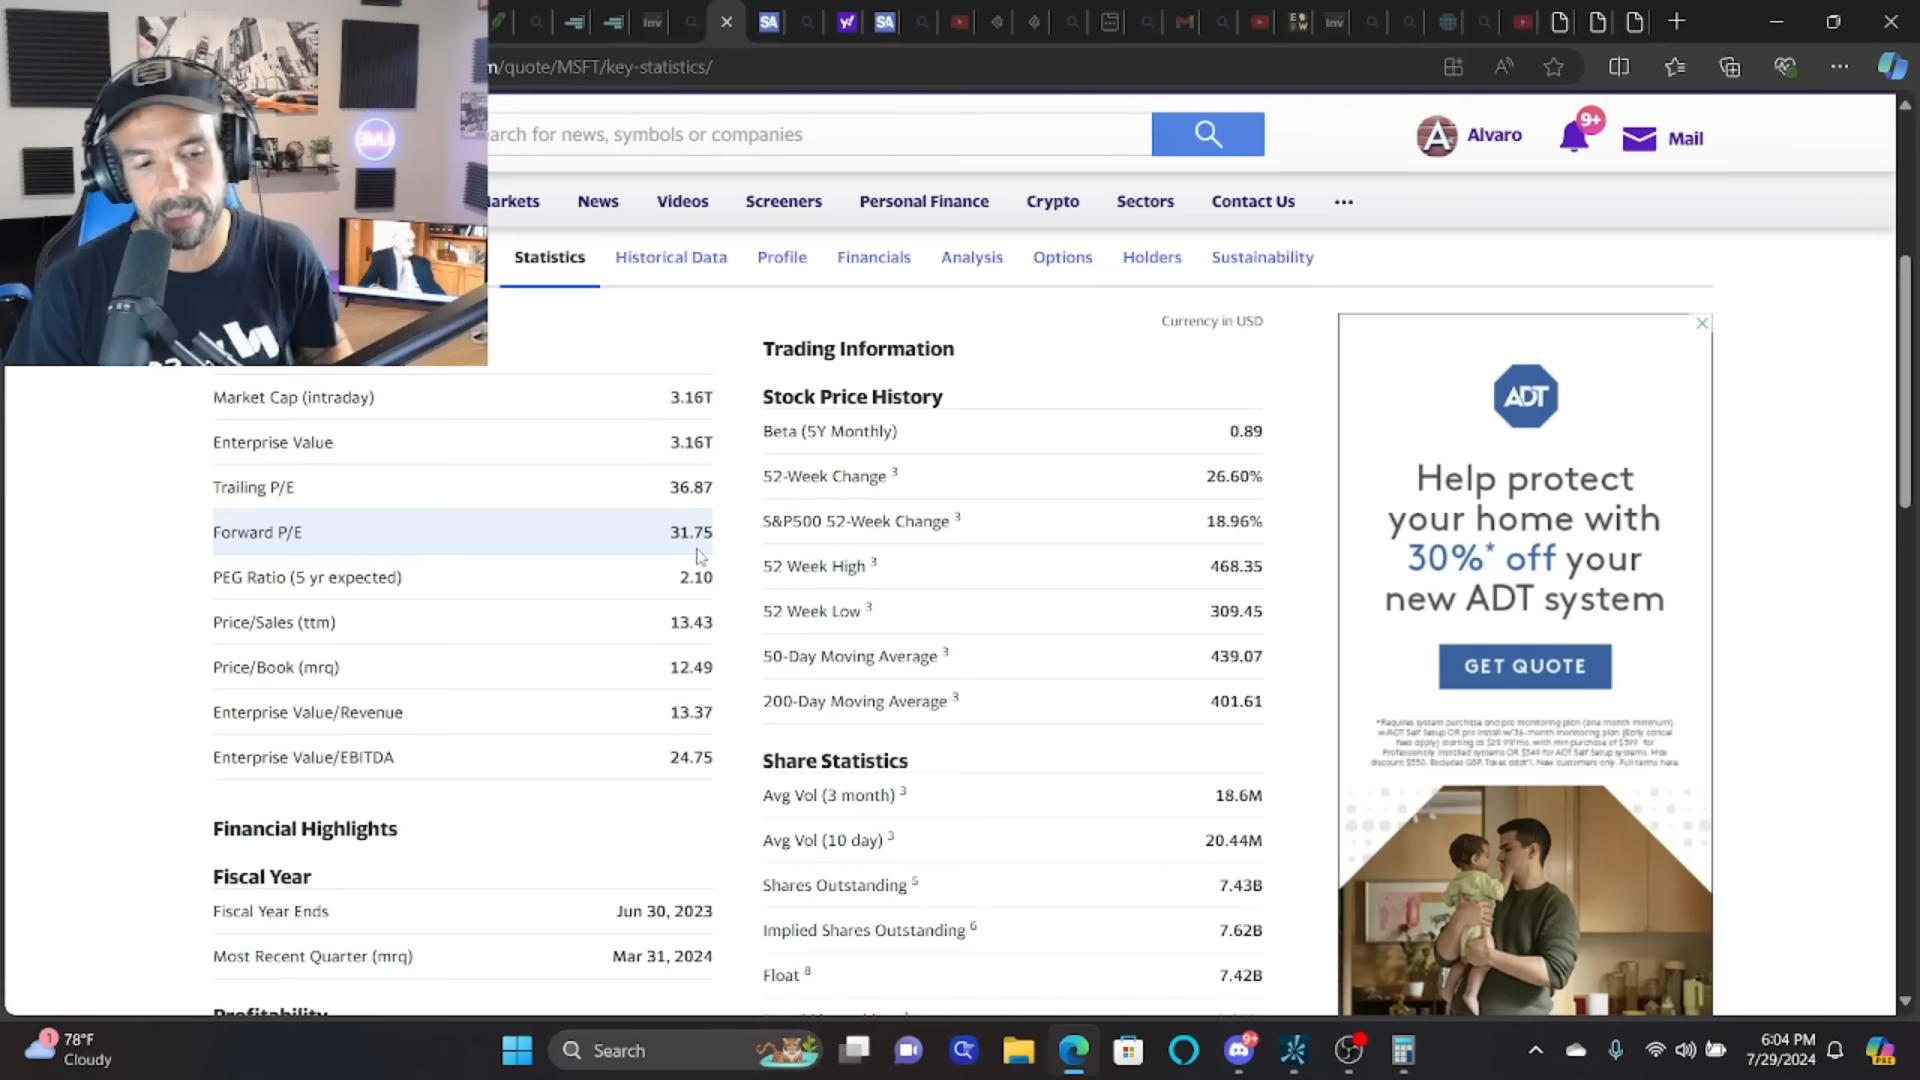 m/quote/MSFT/key-statistics/
arch for news, symbols or companies
Alvaro
9+
Mail
arkets
News
Videos
Screeners
Personal Finance
Crypto
Sectors
Contact Us
Statistics
Historical Data
Profile
Financials
Analysis
Options
Holders
Sustainability
Currency in USD
Market Cap (intraday) 3.16T
Enterprise Value 3.16T
Trailing P/E 36.87
Forward P/E 31.75
PEG Ratio (5 yr expected) 2.10
Price/Sales (ttm) 13.43
Price/Book (mrq) 12.49
Enterprise Value/Revenue 13.37
Enterprise Value/EBITDA 24.75
Financial Highlights
Fiscal Year
Fiscal Year Ends Jun 30, 2023
Most Recent Quarter (mrq) Mar 31, 2024
Profitability
Trading Information
Stock Price History
Beta (5Y Monthly) 0.89
52-Week Change 3 26.60%
S&P500 52-Week Change 3 18.96%
52 Week High 3 468.35
52 Week Low 3 309.45
50-Day Moving Average 3 439.07
200-Day Moving Average 3 401.61
Share Statistics
Avg Vol (3 month) 3 18.6M
Avg Vol (10 day) 3 20.44M
Shares Outstanding 5 7.43B
Implied Shares Outstanding 6 7.62B
Float 8 7.42B
ADT
Help protect
your home with
30%* off your
new ADT system
GET QUOTE
78°F
Cloudy
Search
6:04 PM
7/29/2024